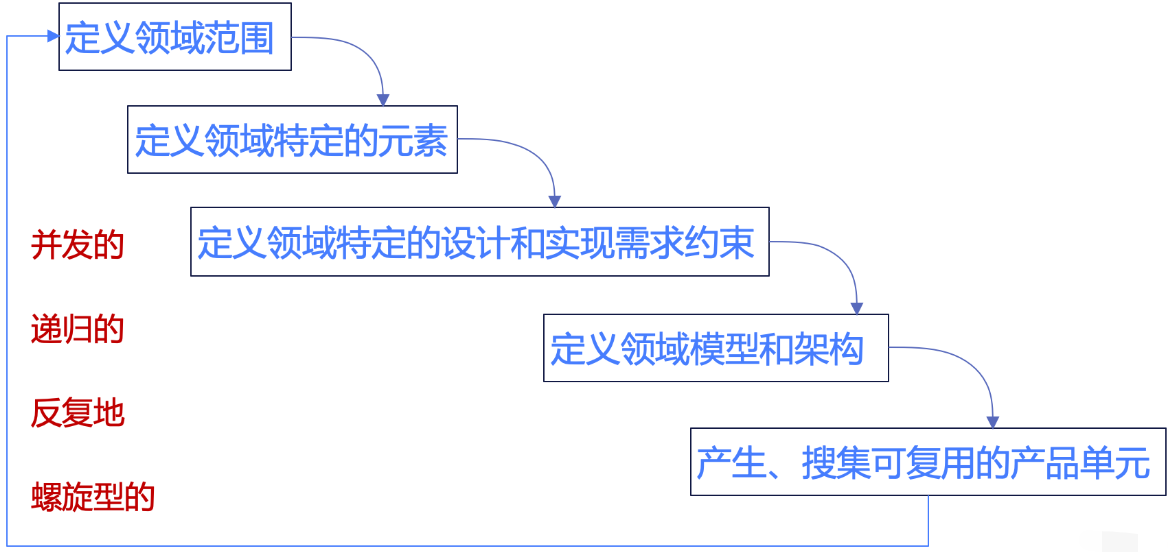 定义领域范围
定义领域特定的元素
定义领域特定的设计和实现需求约束
定义领域模型和架构
产生、搜集可复用的产品单元
并发的
递归的
反复地
螺旋型的